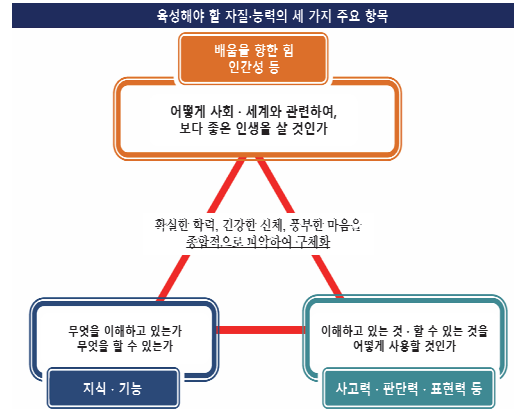 육성해야 할 자질·능력의 세 가지 주요 항목
배움을 향한 힘
인간성 등
어떻게 사회 · 세계와 관련하여,
보다 좋은 인생을 살 것인가
확실한 학력, 건강한 신체, 풍부한 마음을
종합적으로 파악하여 구체화
무엇을 이해하고 있는가
무엇을 할 수 있는가
지식 · 기능
이해하고 있는 것 · 할 수 있는 것을
어떻게 사용할 것인가
사고력 · 판단력 · 표현력 등